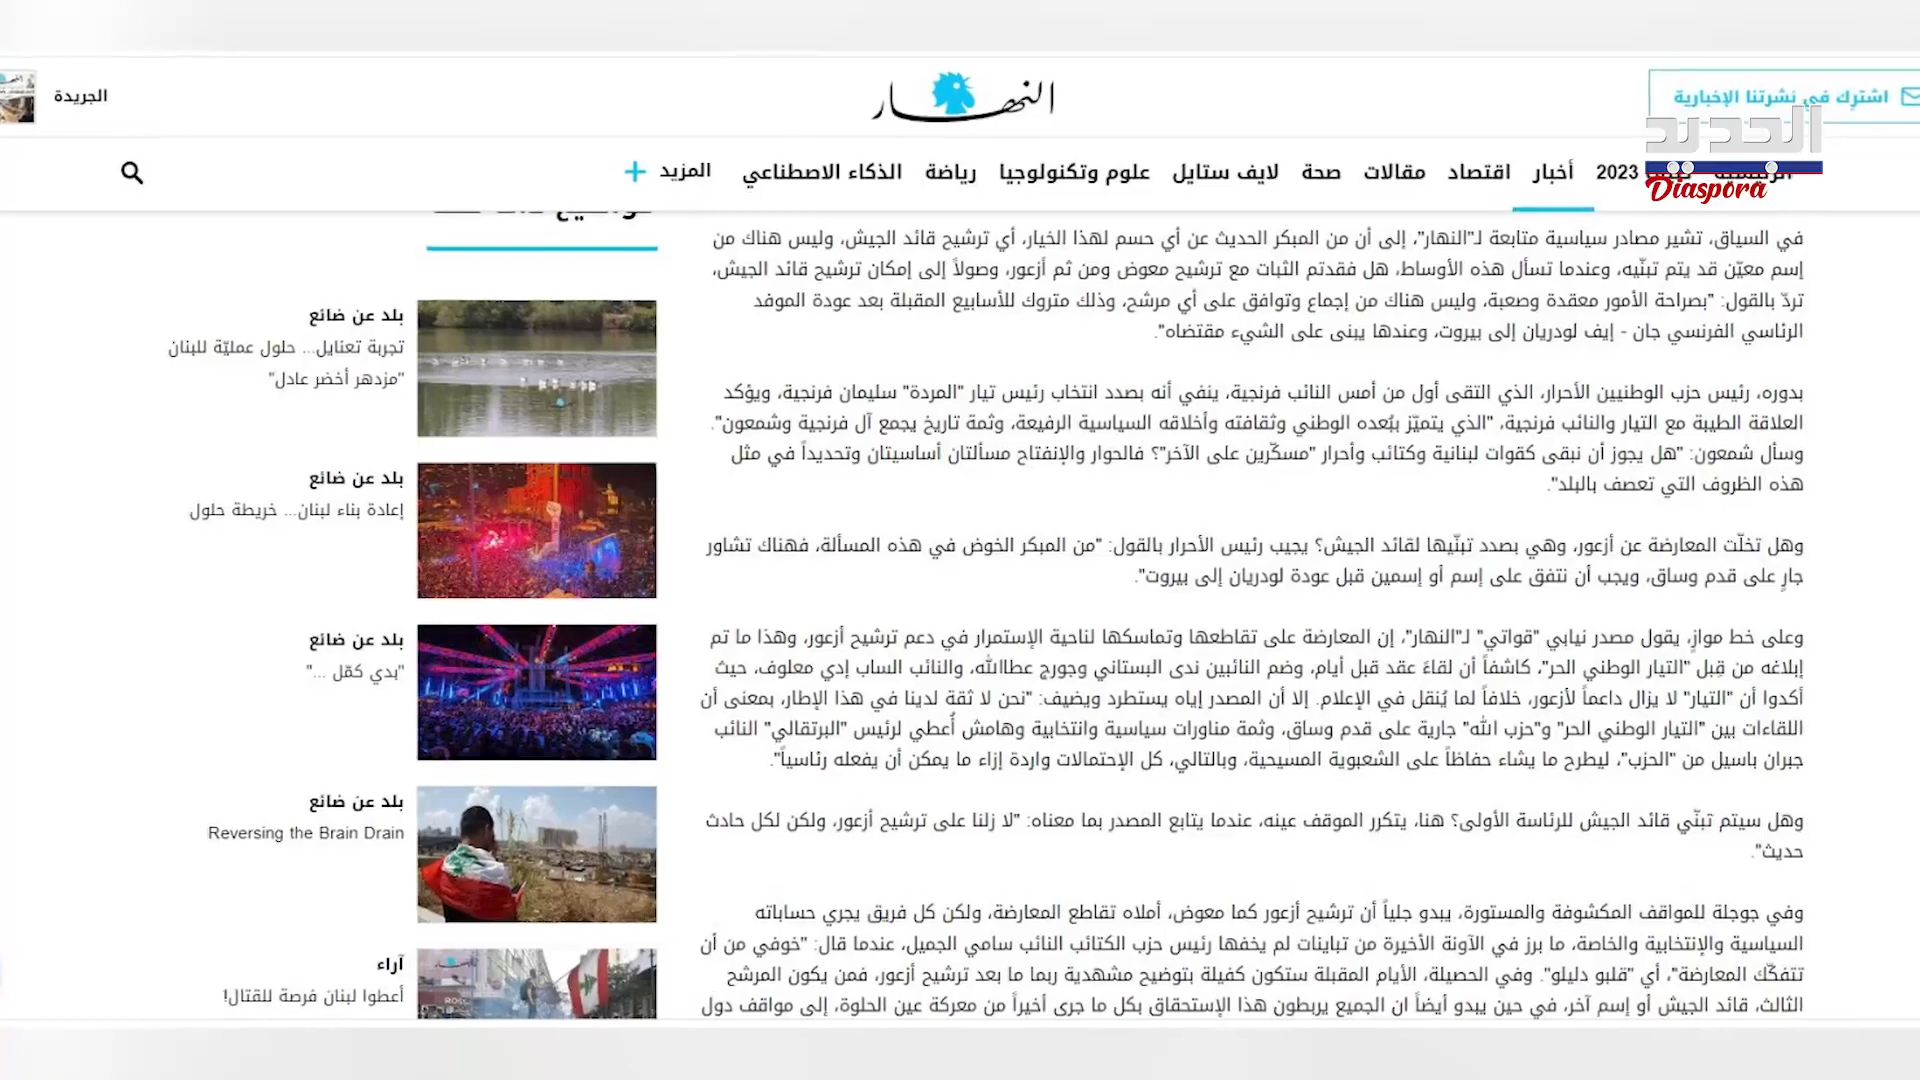 اشترك في نشرتنا الإخبارية
النهار
الجريدة
الجديد
Diaspora
2023
أخبار
اقتصاد
مقالات
صحة
لايف ستايل
علوم وتكنولوجيا
رياضة
الذكاء الاصطناعي
المزيد +
في السياق، تشير مصادر سياسية متابعة لـ"النهار"، إلى أن من المبكر الحديث عن أي حسم لهذا الخيار، أي ترشيح قائد الجيش، وليس هناك من
إسم معيّن قد يتم تبنّيه، وعندما تسأل هذه الأوساط، هل فقدتم الثبات مع ترشيح معوض ومن ثم أزعور، وصولاً إلى إمكان ترشيح قائد الجيش،
تردّ بالقول: "بصراحة الأمور معقدة وصعبة، وليس هناك من إجماع وتوافق على أي مرشح، وذلك متروك للأسابيع المقبلة بعد عودة الموفد
الرئاسي الفرنسي جان - إيف لودريان إلى بيروت، وعندها يبنى على الشيء مقتضاه".
بدوره، رئيس حزب الوطنيين الأحرار، الذي التقى أول من أمس النائب فرنجية، ينفي أنه بصدد انتخاب رئيس تيار "المردة" سليمان فرنجية، ويؤكد
العلاقة الطيبة مع التيار والنائب فرنجية، "الذي يتميّز ببُعده الوطني وثقافته وأخلاقه السياسية الرفيعة، وثمة تاريخ يجمع آل فرنجية وشمعون".
وسأل شمعون: "هل يجوز أن نبقى كقوات لبنانية وكتائب وأحرار "مسكّرين على الآخر"؟ فالحوار والإنفتاح مسألتان أساسيتان وتحديداً في مثل
هذه الظروف التي تعصف بالبلد".
وهل تخلّت المعارضة عن أزعور، وهي بصدد تبنّيها لقائد الجيش؟ يجيب رئيس الأحرار بالقول: "من المبكر الخوض في هذه المسألة، فهناك تشاور
جارٍ على قدم وساق، ويجب أن نتفق على إسم أو إسمين قبل عودة لودريان إلى بيروت".
وعلى خط موازٍ، يقول مصدر نيابي "قواتي" لـ"النهار"، إن المعارضة على تقاطعها وتماسكها لناحية الإستمرار في دعم ترشيح أزعور، وهذا ما تم
إبلاغه من قِبل "التيار الوطني الحر"، كاشفاً أن لقاءً عقد قبل أيام، وضم النائبين ندى البستاني وجورج عطاالله، والنائب الساب إدي معلوف، حيث
أكدوا أن "التيار" لا يزال داعماً لأزعور، خلافاً لما يُنقل في الإعلام. إلا أن المصدر إياه يستطرد ويضيف: "نحن لا ثقة لدينا في هذا الإطار، بمعنى أن
اللقاءات بين "التيار الوطني الحر" و"حزب الله" جارية على قدم وساق، وثمة مناورات سياسية وانتخابية وهامش أُعطي لرئيس "البرتقالي" النائب
جبران باسيل من "الحزب"، ليطرح ما يشاء حفاظاً على الشعبوية المسيحية، وبالتالي، كل الإحتمالات واردة إزاء ما يمكن أن يفعله رئاسياً".
وهل سيتم تبنّي قائد الجيش للرئاسة الأولى؟ هنا، يتكرر الموقف عينه، عندما يتابع المصدر بما معناه: "لا زلنا على ترشيح أزعور، ولكن لكل حادث
حديث".
وفي جوجلة للمواقف المكشوفة والمستورة، يبدو جلياً أن ترشيح أزعور كما معوض، أملاه تقاطع المعارضة، ولكن كل فريق يجري حساباته
السياسية والإنتخابية والخاصة، ما برز في الآونة الأخيرة من تباينات لم يخفها رئيس حزب الكتائب النائب سامي الجميل، عندما قال: "خوفي من أن
تتفكّك المعارضة"، أي "قلبو دليلو". وفي الحصيلة، الأيام المقبلة ستكون كفيلة بتوضيح مشهدية ربما ما بعد ترشيح أزعور، فمن يكون المرشح
الثالث، قائد الجيش أو إسم آخر، في حين يبدو أيضاً ان الجميع يربطون هذا الإستحقاق بكل ما جرى أخيراً من معركة عين الحلوة، إلى مواقف دول
بلد عن ضائع
تجربة تعنايل... حلول عمليّة للبنان
"مزدهر أخضر عادل"
بلد عن ضائع
إعادة بناء لبنان... خريطة حلول
بلد عن ضائع
"بدي كمّل ..."
بلد عن ضائع
Reversing the Brain Drain
آراء
أعطوا لبنان فرصة للقتال!